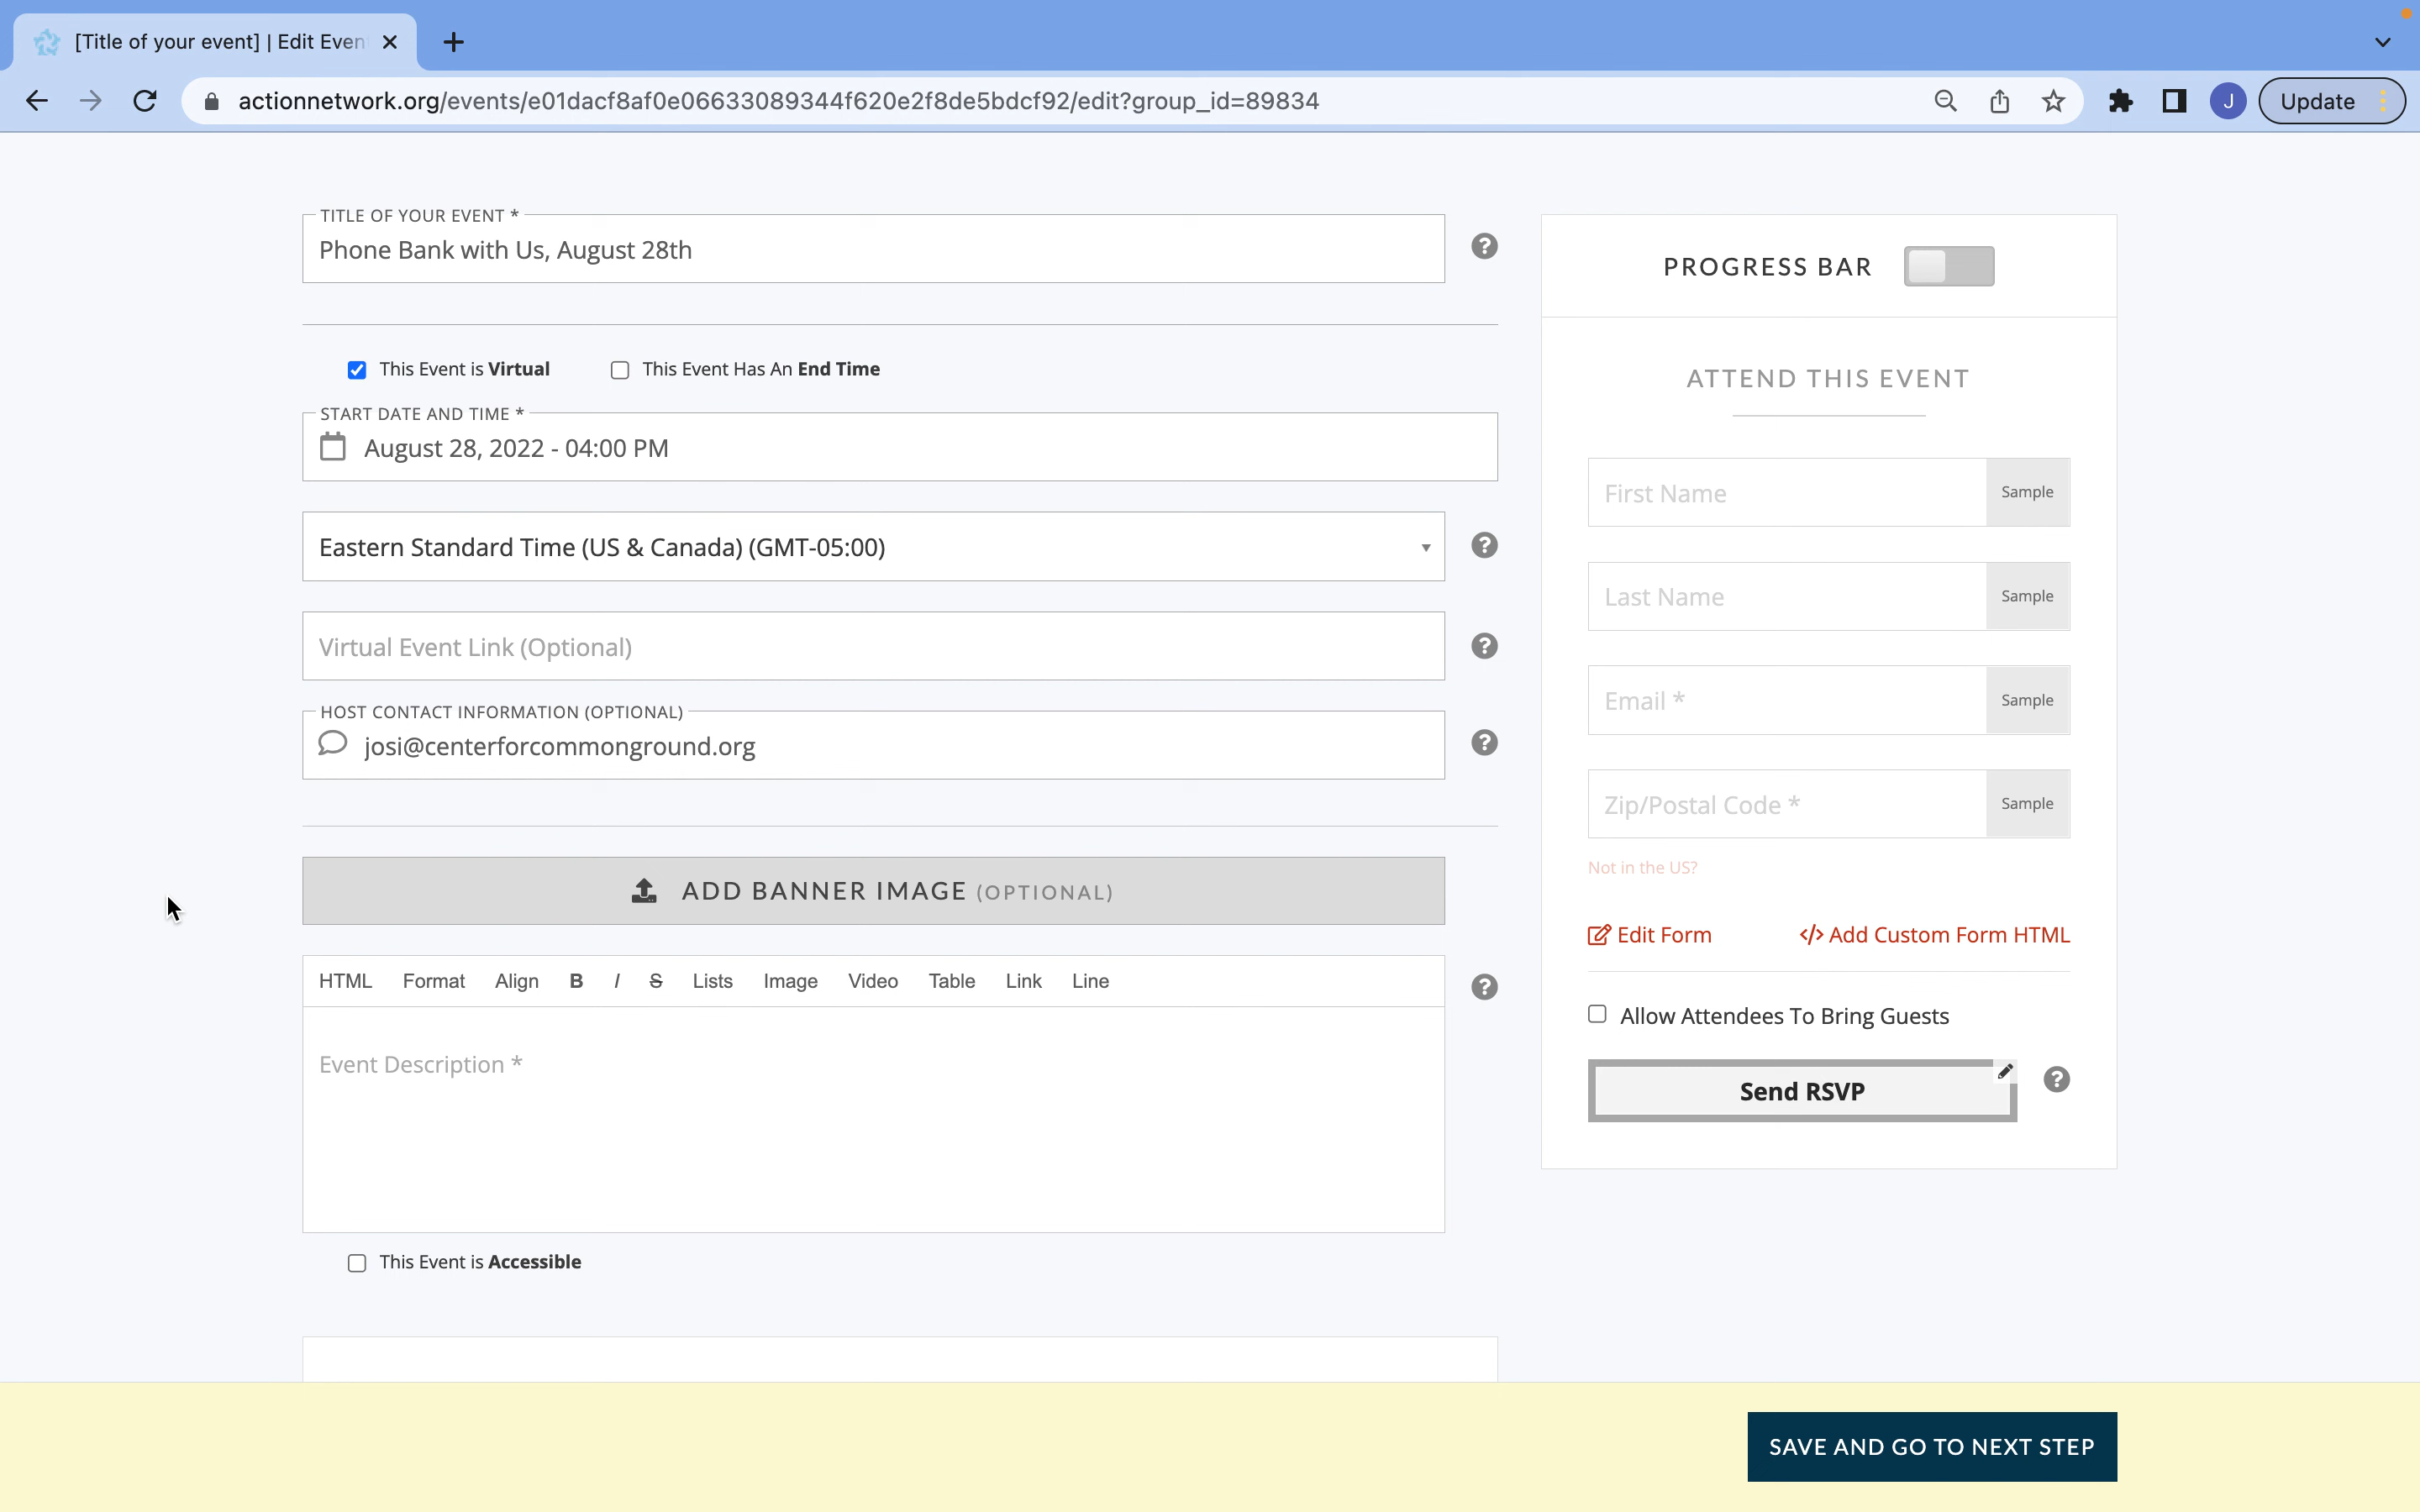 [Title of your event] | Edit Even
actionnetwork.org/events/e01dacf8af0e06633089344f620e2f8de5bdcf92/edit?group_id=89834
J
Update
TITLE OF YOUR EVENT *
Phone Bank with Us, August 28th
This Event is Virtual
This Event Has An End Time
START DATE AND TIME *
August 28, 2022 - 04:00 PM
Eastern Standard Time (US & Canada) (GMT-05:00)
Virtual Event Link (Optional)
HOST CONTACT INFORMATION (OPTIONAL)
josi@centerforcommonground.org
ADD BANNER IMAGE (OPTIONAL)
HTML Format Align B I S Lists Image Video Table Link Line
Event Description *
This Event is Accessible
PROGRESS BAR
ATTEND THIS EVENT
First Name Sample
Last Name Sample
Email * Sample
Zip/Postal Code * Sample
Not in the US?
Edit Form
</> Add Custom Form HTML
Allow Attendees To Bring Guests
Send RSVP
SAVE AND GO TO NEXT STEP